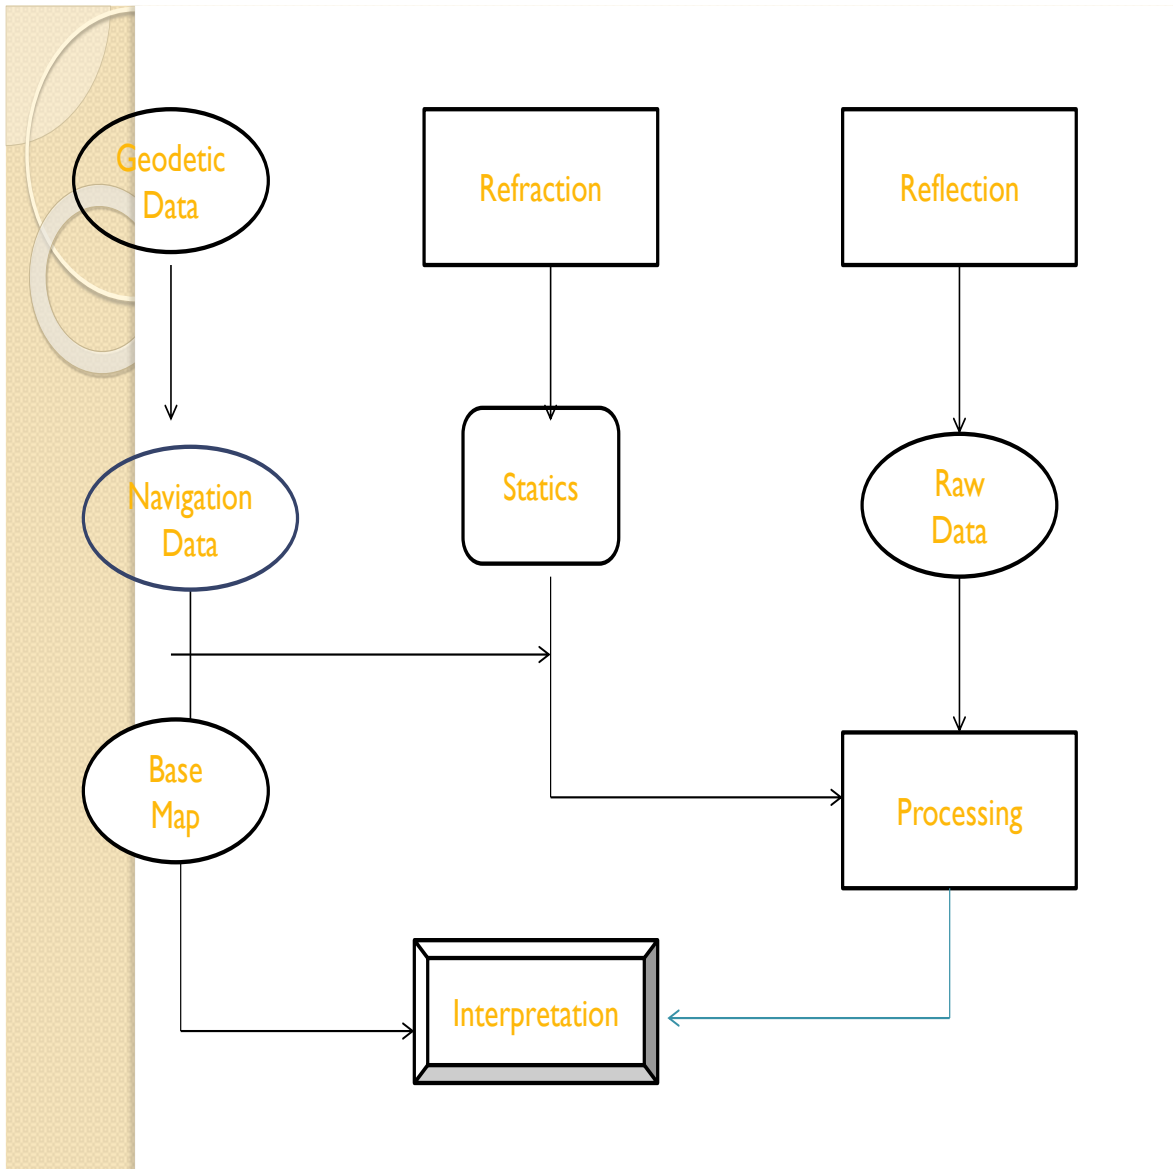 Geodetic
Data
Refraction
Reflection
Navigation
Data
Statics
Raw
Data
Base
Map
Processing
Interpretation